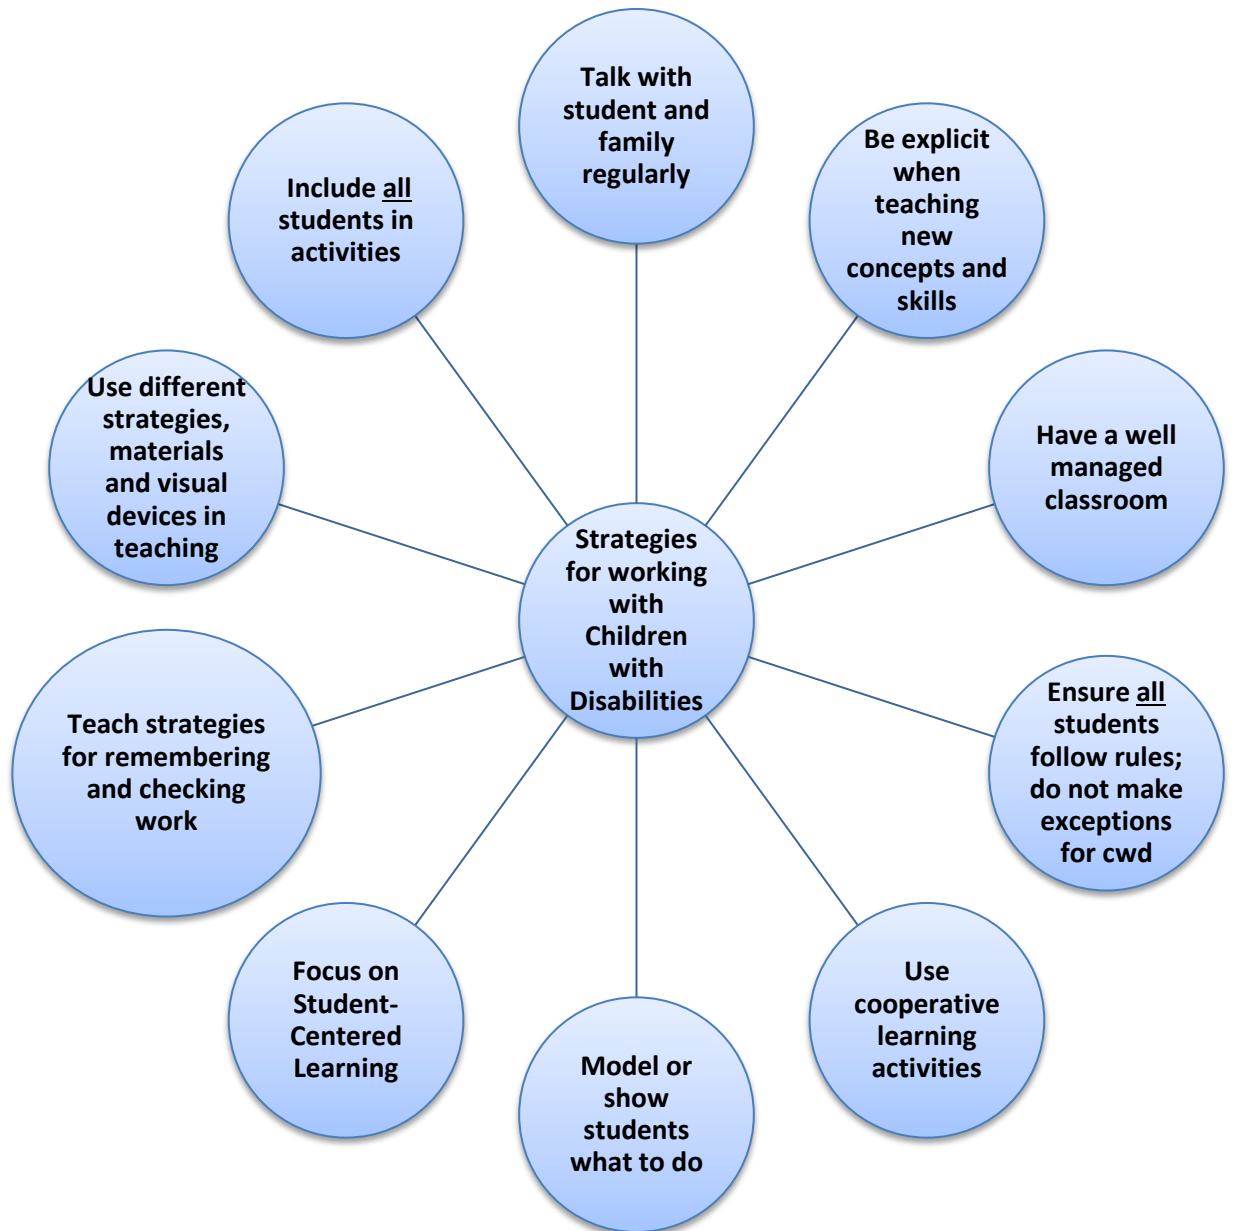 Talk with
student and
family
regularly
Be explicit
when
teaching
new
concepts and
skills
Have a well
managed
classroom
Ensure all
students
follow rules;
do not make
exceptions
for cwd
Use
cooperative
learning
activities
Model or
show
students
what to do
Focus on
Student-
Centered
Learning
Teach strategies
for remembering
and checking
work
Use different
strategies,
materials
and visual
devices in
teaching
Include all
students in
activities
Strategies
for working
with
Children
with
Disabilities